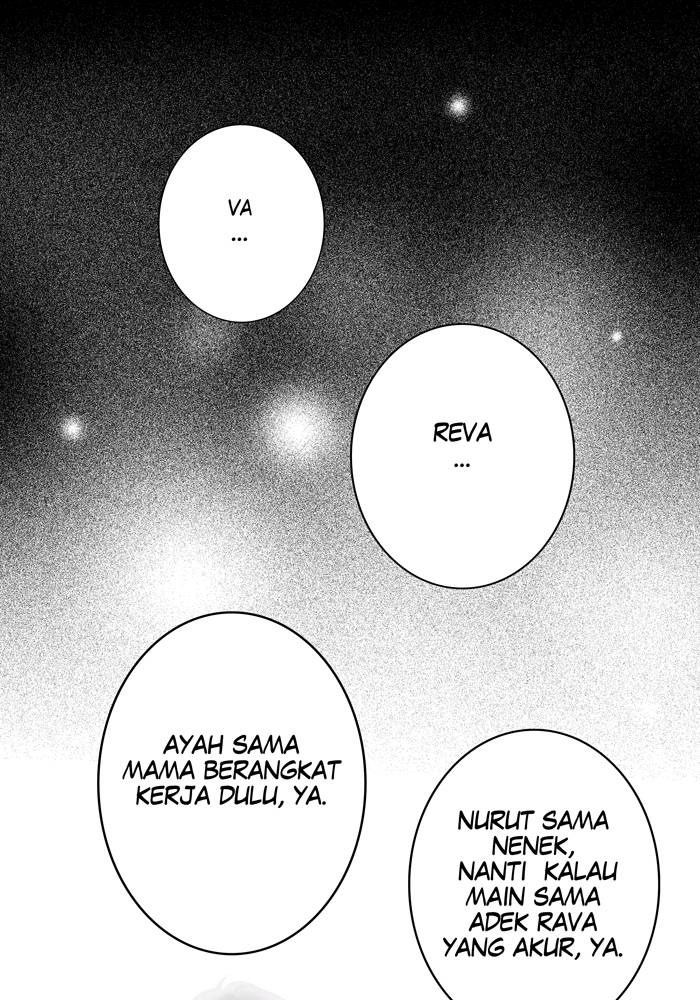 VA
...
REVA
...
AYAH SAMA
MAMA BERANGKAT
KERJA DULU, YA.
NURUT SAMA
NENEK,
NANTI KALAU
MAIN SAMA
ADEK RAVA
YANG AKUR, YA.